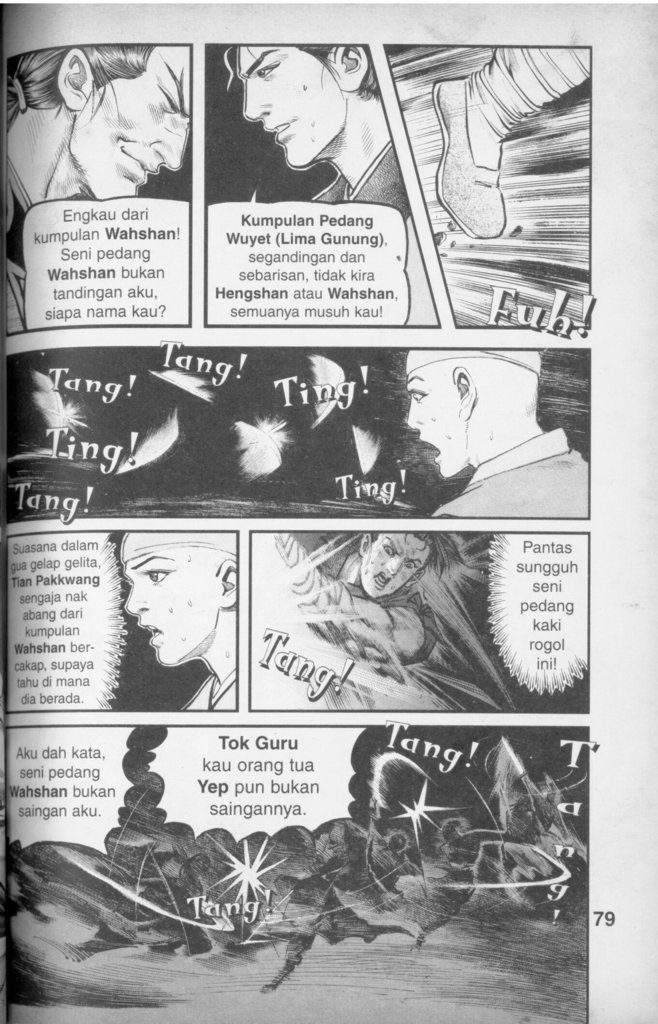 Engkau dari
kumpulan Wahshan!
Seni pedang
Wahshan bukan
tandingan aku,
siapa nama kau?
Kumpulan Pedang
Wuyet (Lima Gunung),
segandingan dan
sebarisan, tidak kira
Hengshan atau Wahshan,
semuanya musuh kau!
Fuh!
Tang!
Tang!
Ting!
Ting!
Ting!
Tang!
Suasana dalam
gua gelap gelita,
Tian Pakkwang
sengaja nak
abang dari
kumpulan
Wahshan ber-
cakap, supaya
tahu di mana
dia berada.
Tang!
Pantas
sungguh
seni
pedang
kaki
rogol
ini!
Aku dah kata,
seni pedang
Wahshan bukan
saingan aku.
Tok Guru
kau orang tua
Yep pun bukan
saingannya.
Tang!
Tang!
Tang!
79